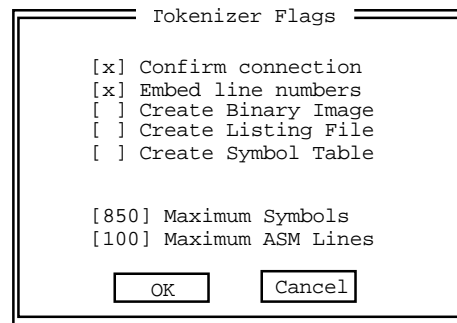 Tokenizer Flags
[x] Confirm connection
[x] Embed line numbers
[ ] Create Binary Image
[ ] Create Listing File
[ ] Create Symbol Table
[850] Maximum Symbols
[100] Maximum ASM Lines
OK Cancel